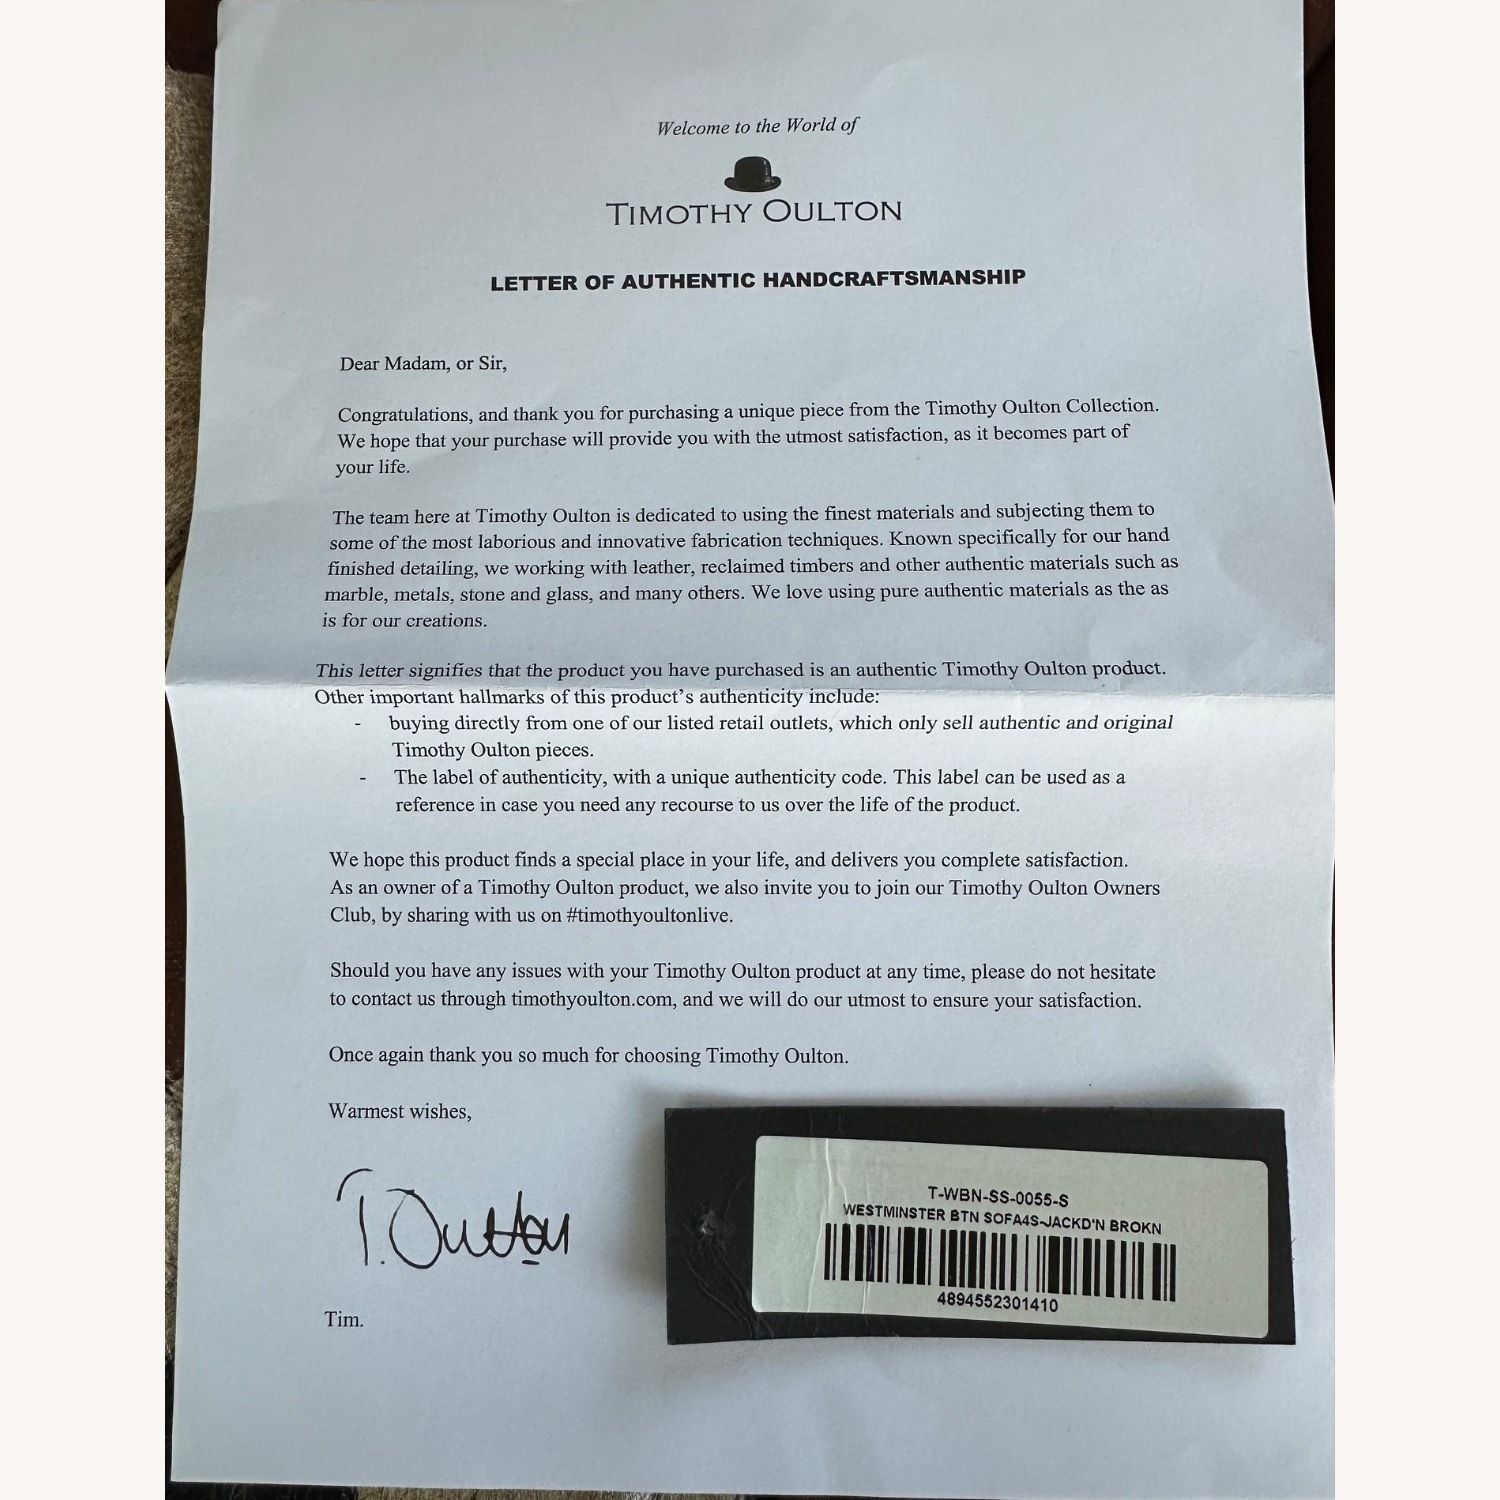 Welcome to the World of
TIMOTHY OULTON
LETTER OF AUTHENTIC HANDCRAFTSMANSHIP
Dear Madam, or Sir,
Congratulations, and thank you for purchasing a unique piece from the Timothy Oulton Collection.
We hope that your purchase will provide you with the utmost satisfaction, as it becomes part of
your life.
The team here at Timothy Oulton is dedicated to using the finest materials and subjecting them to
some of the most laborious and innovative fabrication techniques. Known specifically for our hand
finished detailing, we working with leather, reclaimed timbers and other authentic materials such as
marble, metals, stone and glass, and many others. We love using pure authentic materials as the as
is for our creations.
This letter signifies that the product you have purchased is an authentic Timothy Oulton product.
Other important hallmarks of this product's authenticity include:
- buying directly from one of our listed retail outlets, which only sell authentic and original
Timothy Oulton pieces.
- The label of authenticity, with a unique authenticity code. This label can be used as a
reference in case you need any recourse to us over the life of the product.
We hope this product finds a special place in your life, and delivers you complete satisfaction.
As an owner of a Timothy Oulton product, we also invite you to join our Timothy Oulton Owners
Club, by sharing with us on #timothyoultonlive.
Should you have any issues with your Timothy Oulton product at any time, please do not hesitate
to contact us through timothyoulton.com, and we will do our utmost to ensure your satisfaction.
Once again thank you so much for choosing Timothy Oulton.
Warmest wishes,
T. Oulton
Tim.
T-WBN-SS-0055-S
WESTMINSTER BTN SOFA4S-JACKD'N BROKN
4894552301410